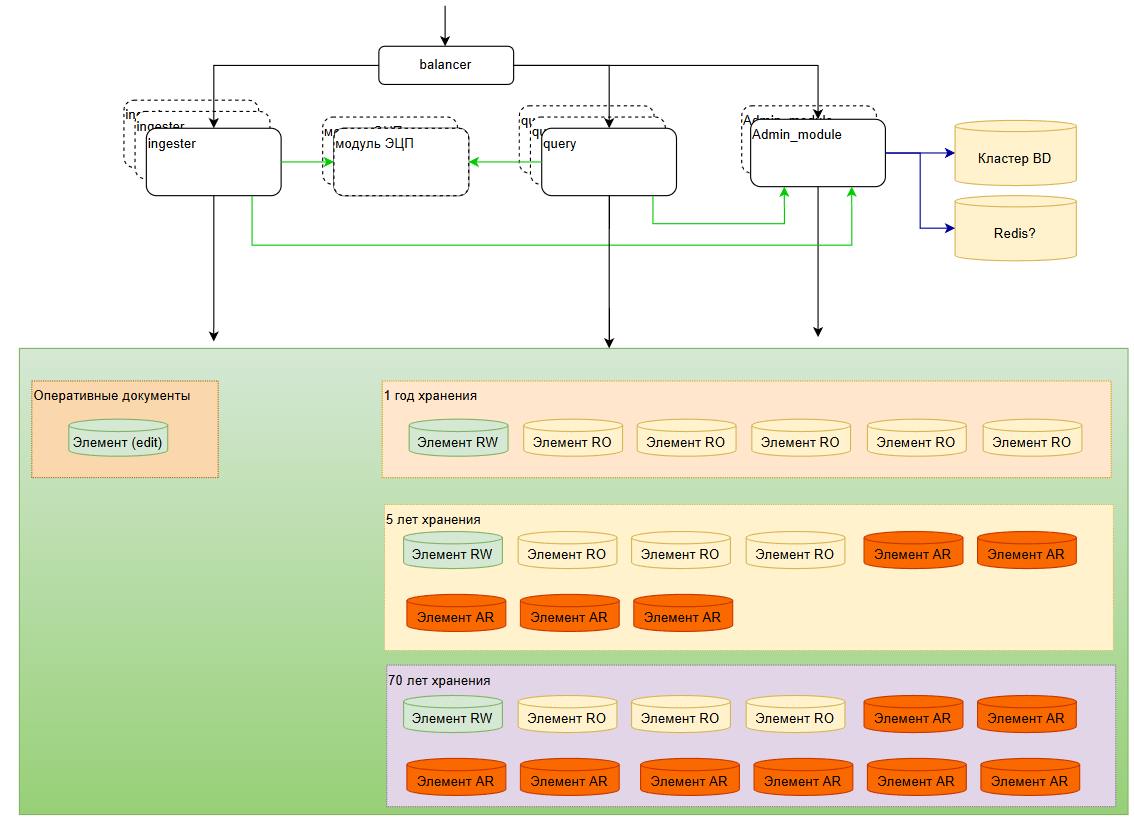 balancer
ingester
ingester
модуль ЭЦП
query
Admin_module
Кластер BD
Redis?
Оперативные документы
Элемент (edit)
1 год хранения
Элемент RW
Элемент RO
Элемент RO
Элемент RO
Элемент RO
Элемент RO
5 лет хранения
Элемент RW
Элемент RO
Элемент RO
Элемент RO
Элемент AR
Элемент AR
Элемент AR
Элемент AR
Элемент AR
70 лет хранения
Элемент RW
Элемент RO
Элемент RO
Элемент RO
Элемент AR
Элемент AR
Элемент AR
Элемент AR
Элемент AR
Элемент AR
Элемент AR
Элемент AR